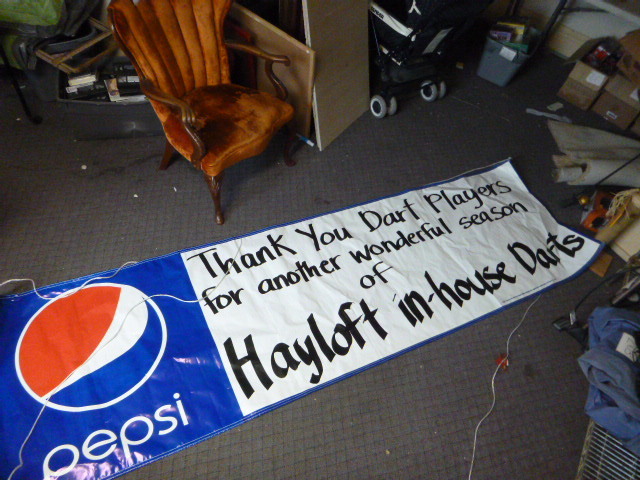 Thank You Dart Players
for another wonderful season
of
Hayloft in-house Darts
pepsi